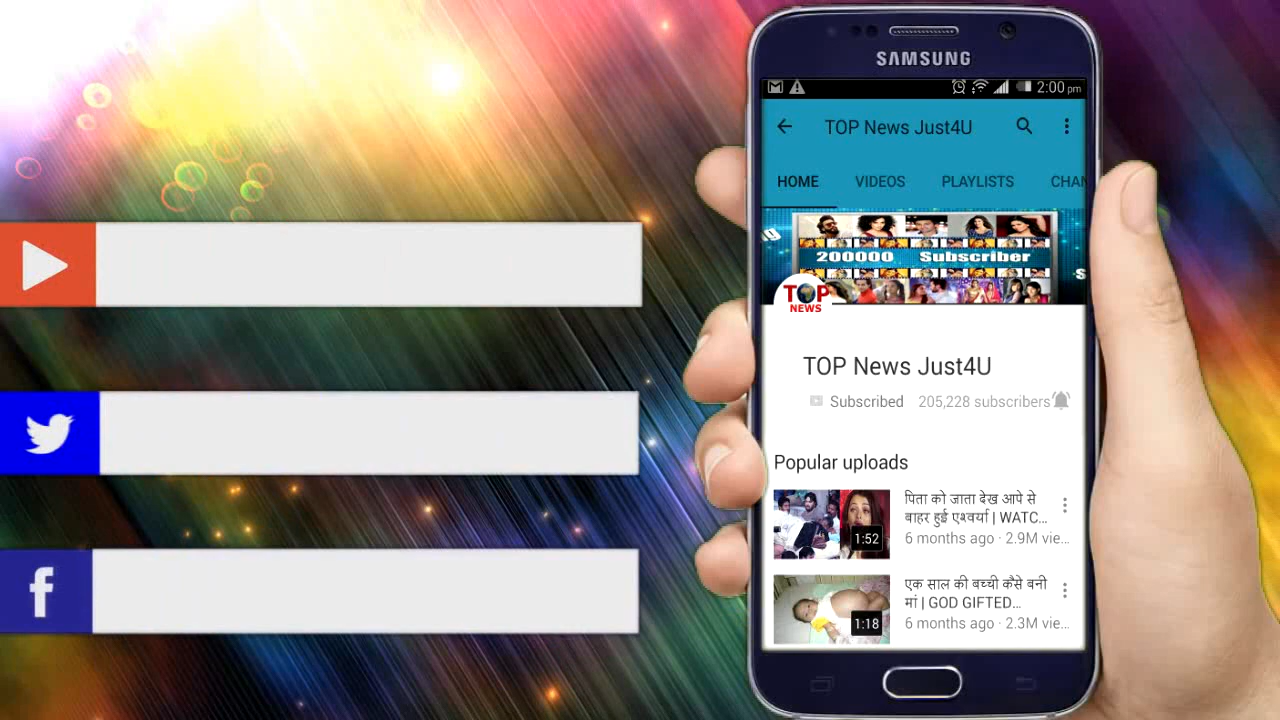 SAMSUNG
2:00 pm
TOP News Just4U
HOME VIDEOS PLAYLISTS CHAN
200000 Subscriber
TOP
NEWS
TOP News Just4U
Subscribed 205,228 subscribers
Popular uploads
पिता को जाता देख आपे से
बाहर हुई एश्वर्या | WATC...
1:52
6 months ago · 2.9M vie...
एक साल की बच्ची कैसे बनी
मां | GOD GIFTED...
1:18
6 months ago · 2.3M vie...